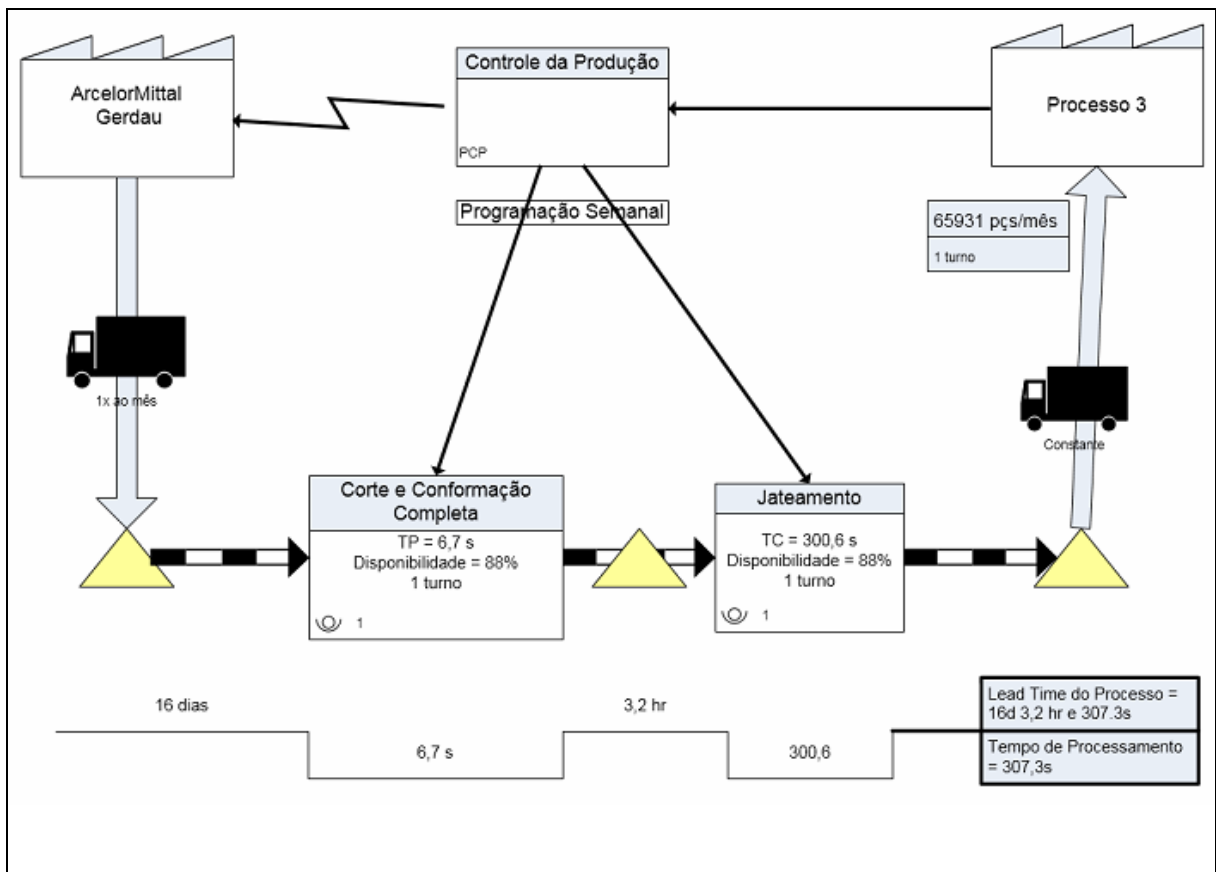 ArcelorMittal
Gerdau
Controle da Produção
PCP
Processo 3
Programação Semanal
65931 pçs/mês
1 turno
1x ao mês
Constante
Corte e Conformação
Completa
TP = 6,7 s
Disponibilidade = 88%
1 turno
1
Jateamento
TC = 300,6 s
Disponibilidade = 88%
1 turno
1
16 dias
6,7 s
3,2 hr
300,6
Lead Time do Processo =
16d 3,2 hr e 307.3s
Tempo de Processamento
= 307,3s